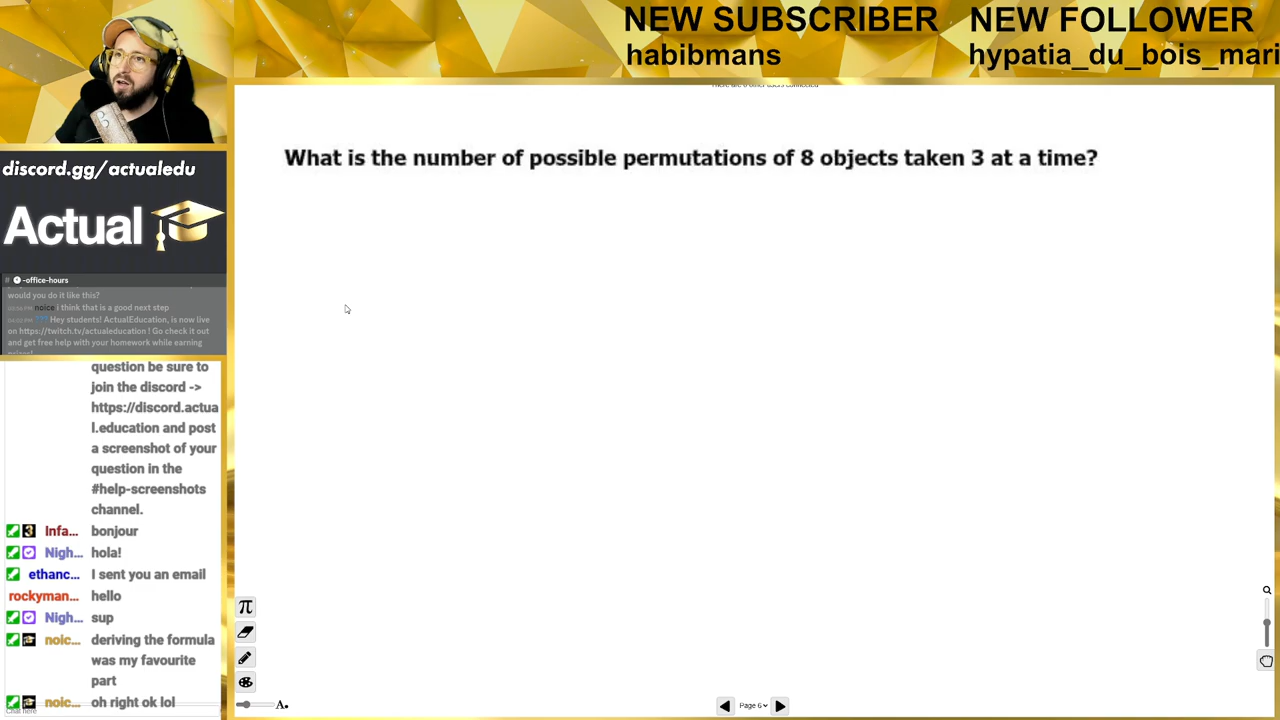 NEW SUBSCRIBER
habibmans
NEW FOLLOWER
hypatia_du_bois_mari
What is the number of possible permutations of 8 objects taken 3 at a time?
discord.gg/actualedu
Actual
# -office-hours
would you do it like this?
noice i think that is a good next step
Hey students! ActualEducation, is now live
on https://twitch.tv/actualeducation ! Go check it out
and get free help with your homework while earning
question be sure to
join the discord ->
https://discord.actua
l.education and post
a screenshot of your
question in the
#help-screenshots
channel.
Infa... bonjour
Nigh... hola!
ethanc... I sent you an email
rockyman... hello
Nigh... sup
noic... deriving the formula
was my favourite
part
noic... oh right ok lol
Chat here
π
A
Page 6